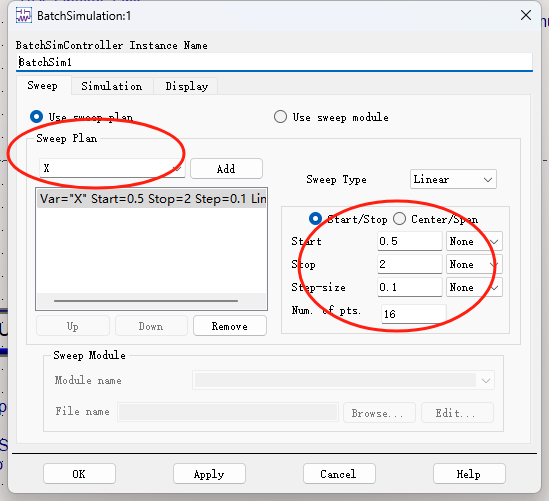 BatchSimulation:1
BatchSimController Instance Name
BatchSim1
Sweep
Simulation
Display
Use sweep plan
Use sweep module
Sweep Plan
X
Add
Var="X" Start=0.5 Stop=2 Step=0.1 Lin
Up
Down
Remove
Sweep Type
Linear
Start/Stop
Center/Span
Start
0.5
None
Stop
2
None
Step-size
0.1
None
Num. of pts.
16
Sweep Module
Module name
File name
Browse...
Edit...
OK
Apply
Cancel
Help